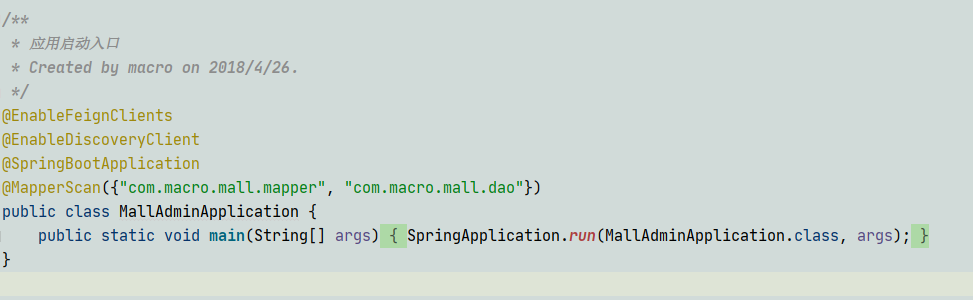 /**
 * 应用启动入口
 * Created by macro on 2018/4/26.
 */
@EnableFeignClients
@EnableDiscoveryClient
@SpringBootApplication
@MapperScan({"com.macro.mall.mapper", "com.macro.mall.dao"})
public class MallAdminApplication {
    public static void main(String[] args) { SpringApplication.run(MallAdminApplication.class, args); }
}